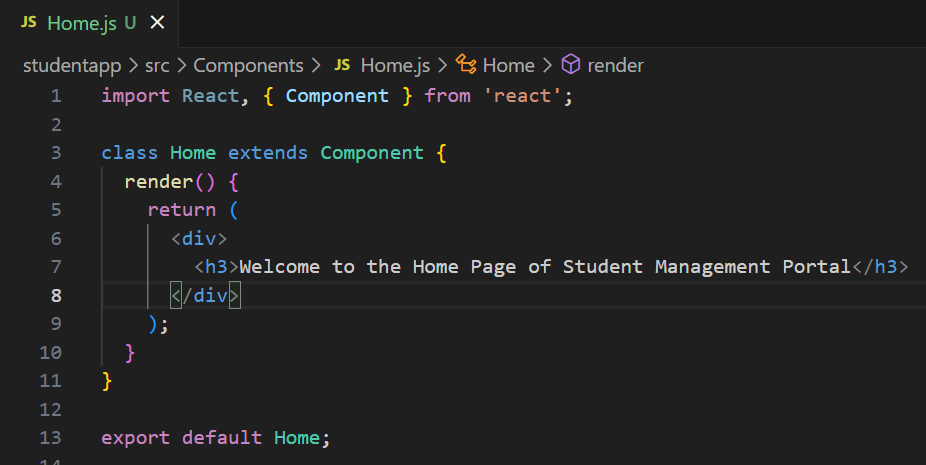 JS Home.js U ×
studentapp > src > Components > JS Home.js > Home > render
1 import React, { Component } from 'react';
2
3 class Home extends Component {
4   render() {
5     return (
6       <div>
7         <h3>Welcome to the Home Page of Student Management Portal</h3>
8       </div>
9     );
10   }
11 }
12
13 export default Home;
14